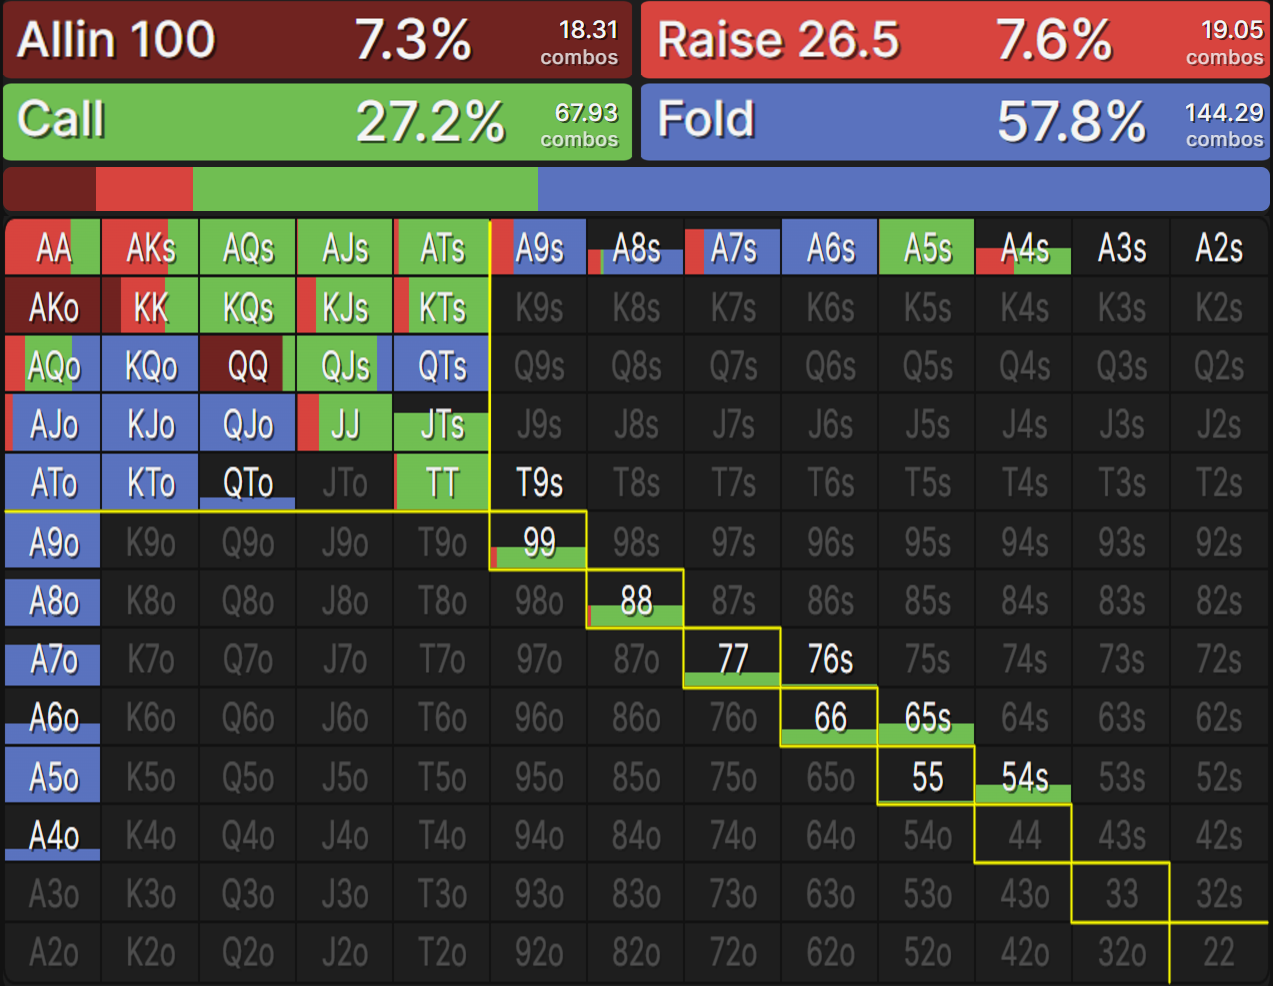 Allin 100 7.3% 18.31 combos
Raise 26.5 7.6% 19.05 combos
Call 27.2% 67.93 combos
Fold 57.8% 144.29 combos
AA AKs AQs AJs ATs A9s A8s A7s A6s A5s A4s A3s A2s
AKo KK KQs KJs KTs K9s K8s K7s K6s K5s K4s K3s K2s
AQo KQo QQ QJs QTs Q9s Q8s Q7s Q6s Q5s Q4s Q3s Q2s
AJo KJo QJo JJ JTs J9s J8s J7s J6s J5s J4s J3s J2s
ATo KTo QTo JTo TT T9s T8s T7s T6s T5s T4s T3s T2s
A9o K9o Q9o J9o T9o 99 98s 97s 96s 95s 94s 93s 92s
A8o K8o Q8o J8o T8o 98o 88 87s 86s 85s 84s 83s 82s
A7o K7o Q7o J7o T7o 97o 87o 77 76s 75s 74s 73s 72s
A6o K6o Q6o J6o T6o 96o 86o 76o 66 65s 64s 63s 62s
A5o K5o Q5o J5o T5o 95o 85o 75o 65o 55 54s 53s 52s
A4o K4o Q4o J4o T4o 94o 84o 74o 64o 54o 44 43s 42s
A3o K3o Q3o J3o T3o 93o 83o 73o 63o 53o 43o 33 32s
A2o K2o Q2o J2o T2o 92o 82o 72o 62o 52o 42o 32o 22